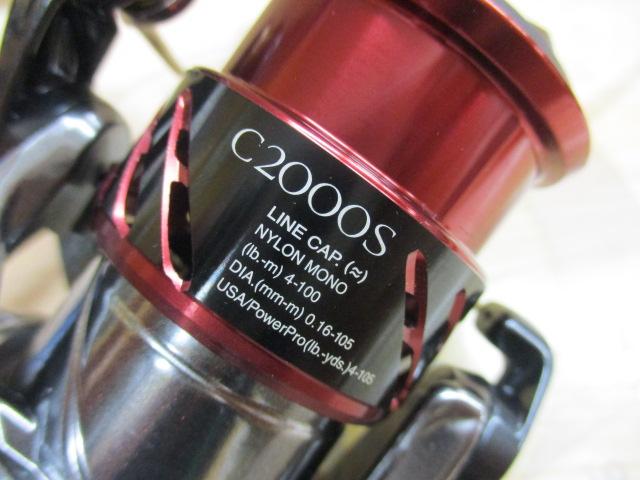 C2000S
LINE CAP. (≈)
NYLON MONO
(lb.-m) 4-100
DIA.(mm-m) 0.16-105
USA/PowerPro(lb.-yds.)4-105